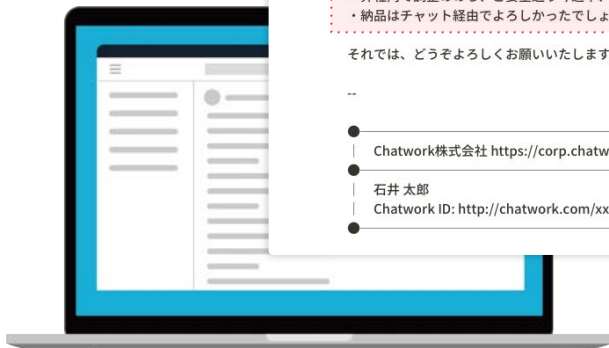 ・納品はチャット経由でよろしかったでしょ
それでは、どうぞよろしくお願いいたします
--
Chatwork株式会社 https://corp.chatw
石井 太郎
Chatwork ID: http://chatwork.com/xx